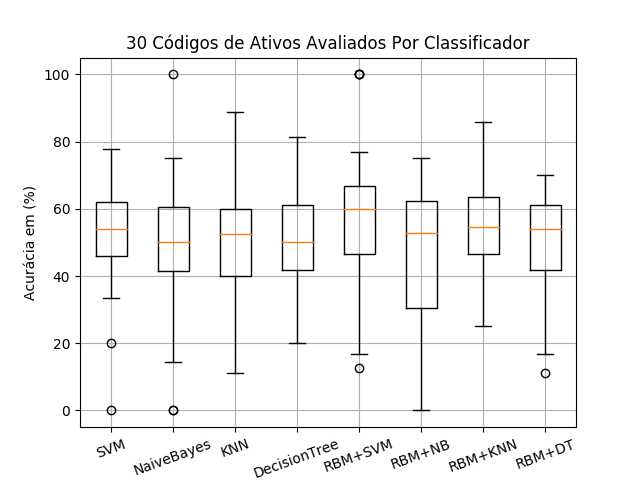 30 Códigos de Ativos Avaliados Por Classificador
Acurácia em (%)
100
80
60
40
20
0
SVM
NaiveBayes
KNN
DecisionTree
RBM+SVM
RBM+NB
RBM+KNN
RBM+DT